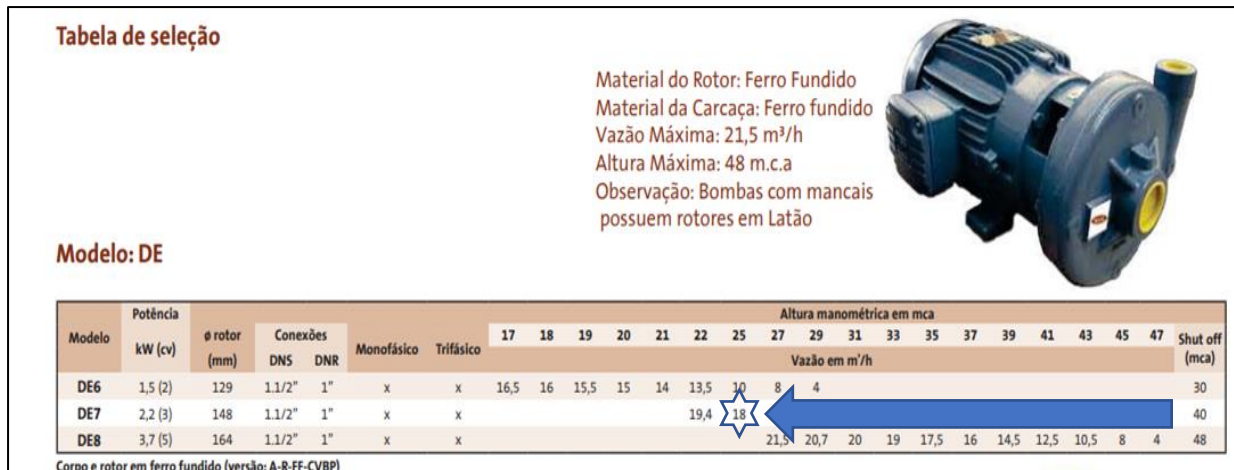 Tabela de seleção
Material do Rotor: Ferro Fundido
Material da Carcaça: Ferro fundido
Vazão Máxima: 21,5 m³/h
Altura Máxima: 48 m.c.a
Observação: Bombas com mancais
possuem rotores em Latão
Modelo: DE
Modelo Potência kW (cv) ø rotor (mm) Conexões DNS DNR Monofásico Trifásico Altura manométrica em mca Shut off (mca)
17 18 19 20 21 22 25 27 29 31 33 35 37 39 41 43 45 47
Vazão em m³/h
DE6 1,5 (2) 129 1.1/2" 1" x x 16,5 16 15,5 15 14 13,5 10 8 4 30
DE7 2,2 (3) 148 1.1/2" 1" x x 19,4 18 40
DE8 3,7 (5) 164 1.1/2" 1" x x 21,5 20,7 20 19 17,5 16 14,5 12,5 10,5 8 4 48
Corpo e rotor em ferro fundido (versão: A-R-FF-CVBP)